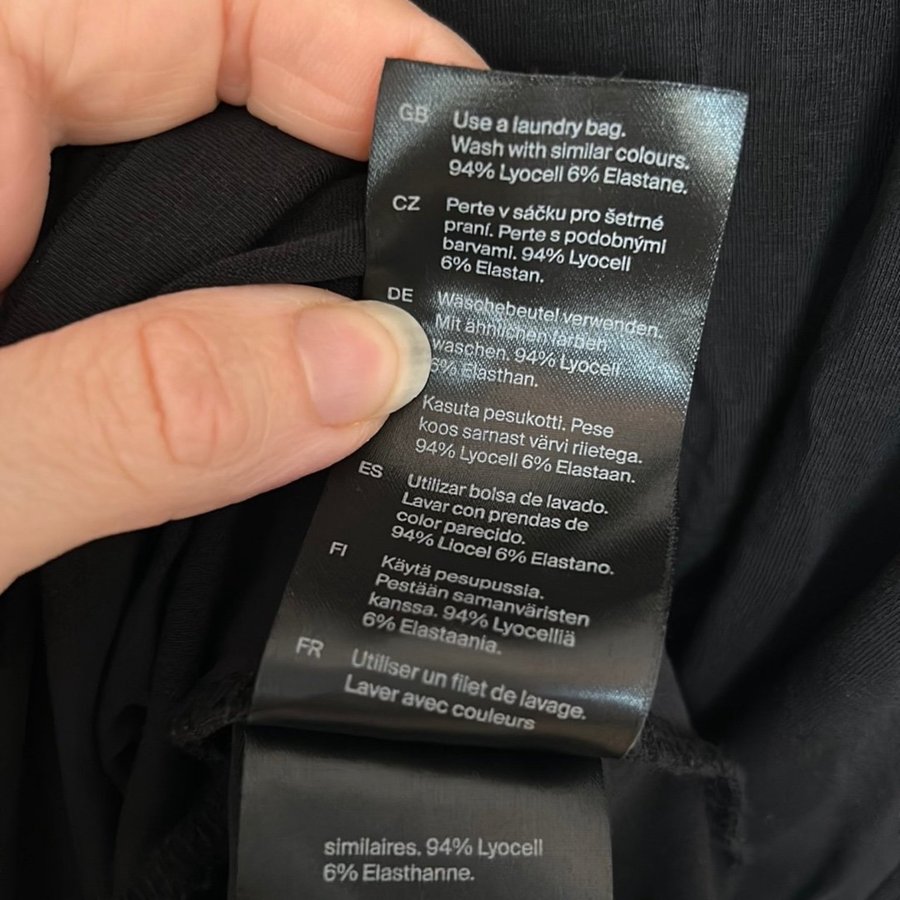 GB Use a laundry bag.
Wash with similar colours.
94% Lyocell 6% Elastane.
CZ Perte v sáčku pro šetrné
praní. Perte s podobnými
barvami. 94% Lyocell
6% Elastan.
DE Wäschebeutel verwenden.
Mit ähnlichen farben
waschen. 94% Lyocell
6% Elasthan.
Kasuta pesukotti. Pese
koos sarnast värvi riietega.
94% Lyocell 6% Elastaan.
ES Utilizar bolsa de lavado.
Lavar con prendas de
color parecido.
94% Liocel 6% Elastano.
FI Käytä pesupussia.
Pestään samanväristen
kanssa. 94% Lyocelliä
6% Elastaania.
FR Utiliser un filet de lavage.
Laver avec couleurs
similaires. 94% Lyocell
6% Elasthanne.